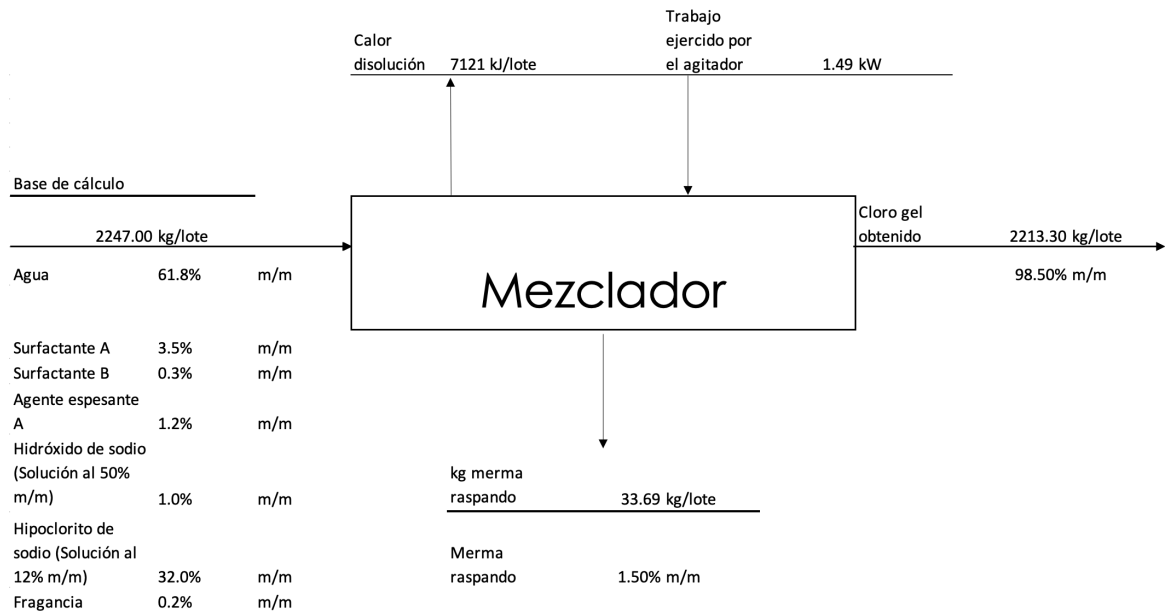 Trabajo
ejercido por
el agitador 1.49 kW
Calor
disolución 7121 kJ/lote
Base de cálculo
2247.00 kg/lote
Agua 61.8% m/m
Surfactante A 3.5% m/m
Surfactante B 0.3% m/m
Agente espesante
A 1.2% m/m
Hidróxido de sodio
(Solución al 50%
m/m) 1.0% m/m
Hipoclorito de
sodio (Solución al
12% m/m) 32.0% m/m
Fragancia 0.2% m/m
Mezclador
Cloro gel
obtenido 2213.30 kg/lote
98.50% m/m
kg merma
raspando 33.69 kg/lote
Merma
raspando 1.50% m/m